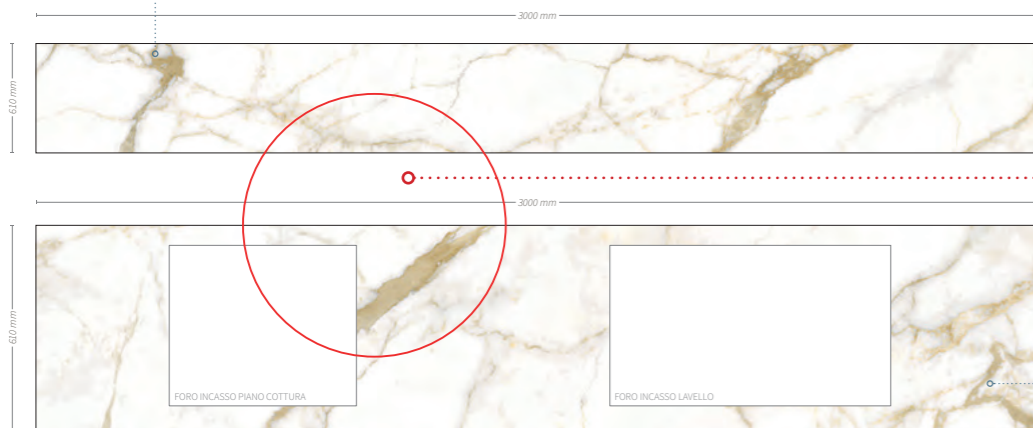 3000 mm
610 mm
3000 mm
610 mm
FORO INCASSO PIANO COTTURA
FORO INCASSO LAVELLO